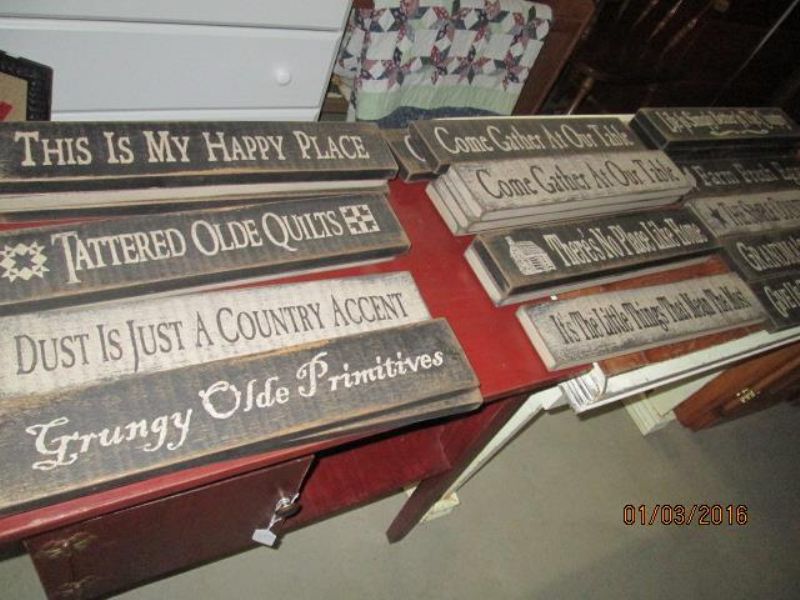 THIS IS MY HAPPY PLACE
TATTERED OLDE QUILTS
DUST IS JUST A COUNTRY ACCENT
Grungy Olde Primitives
COME GATHER AT OUR TABLE
COME GATHER AT OUR TABLE
There's No Place Like Home
It's The Little Things That Mean The Most
FARM FRESH
01/03/2016